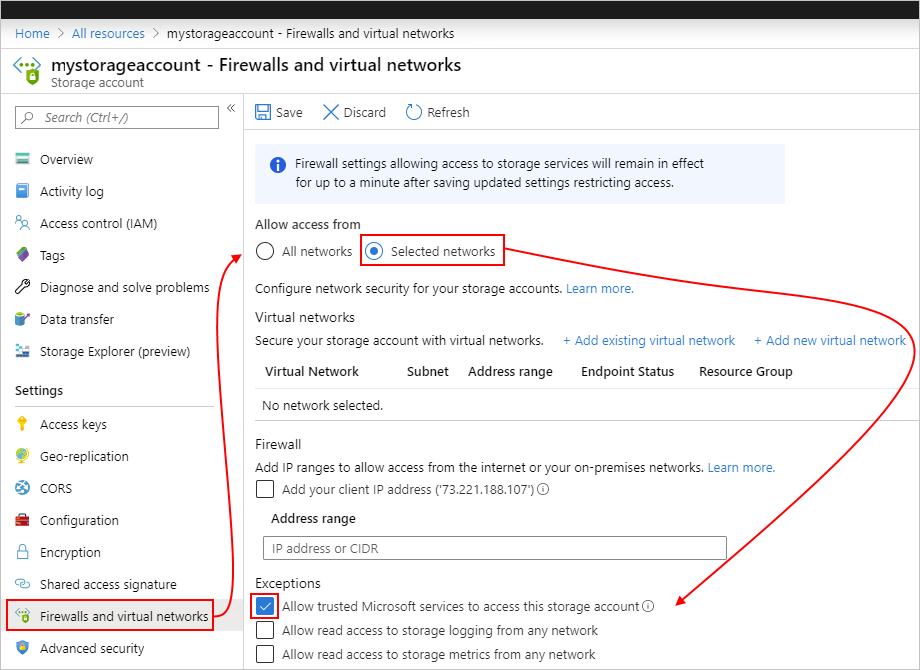 Home > All resources > mystorageaccount - Firewalls and virtual networks
mystorageaccount - Firewalls and virtual networks
Storage account
Search (Ctrl+/)
«
Overview
Activity log
Access control (IAM)
Tags
Diagnose and solve problems
Data transfer
Storage Explorer (preview)
Settings
Access keys
Geo-replication
CORS
Configuration
Encryption
Shared access signature
Firewalls and virtual networks
Advanced security
Save Discard Refresh
Firewall settings allowing access to storage services will remain in effect
for up to a minute after saving updated settings restricting access.
Allow access from
All networks Selected networks
Configure network security for your storage accounts. Learn more.
Virtual networks
Secure your storage account with virtual networks. + Add existing virtual network + Add new virtual network
Virtual Network Subnet Address range Endpoint Status Resource Group
No network selected.
Firewall
Add IP ranges to allow access from the internet or your on-premises networks. Learn more.
Add your client IP address ('73.221.188.107')
Address range
IP address or CIDR
Exceptions
Allow trusted Microsoft services to access this storage account
Allow read access to storage logging from any network
Allow read access to storage metrics from any network